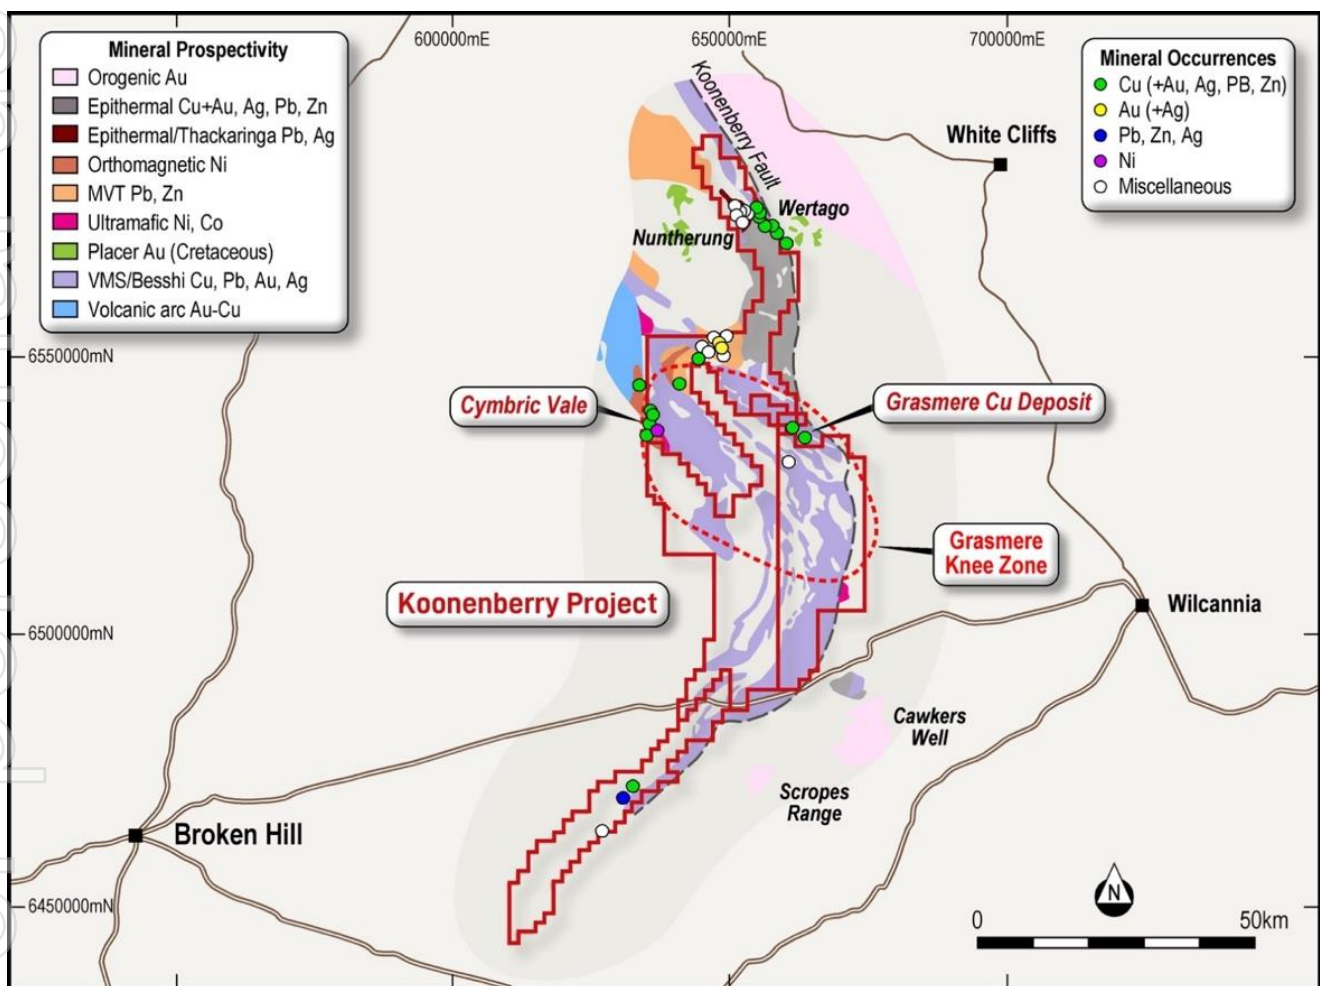 600000mE
650000mE
700000mE
Mineral Prospectivity
Orogenic Au
Epithermal Cu+Au, Ag, Pb, Zn
Epithermal/Thackaringa Pb, Ag
Orthomagnetic Ni
MVT Pb, Zn
Ultramafic Ni, Co
Placer Au (Cretaceous)
VMS/Besshi Cu, Pb, Au, Ag
Volcanic arc Au-Cu
Mineral Occurrences
Cu (+Au, Ag, PB, Zn)
Au (+Ag)
Pb, Zn, Ag
Ni
Miscellaneous
Koonenberry Fault
White Cliffs
Wertago
Nuntherung
6550000mN
Cymbric Vale
Grasmere Cu Deposit
Grasmere
Knee Zone
Koonenberry Project
Wilcannia
6500000mN
Cawkers
Well
Scropes
Range
Broken Hill
6450000mN
N
0
50km